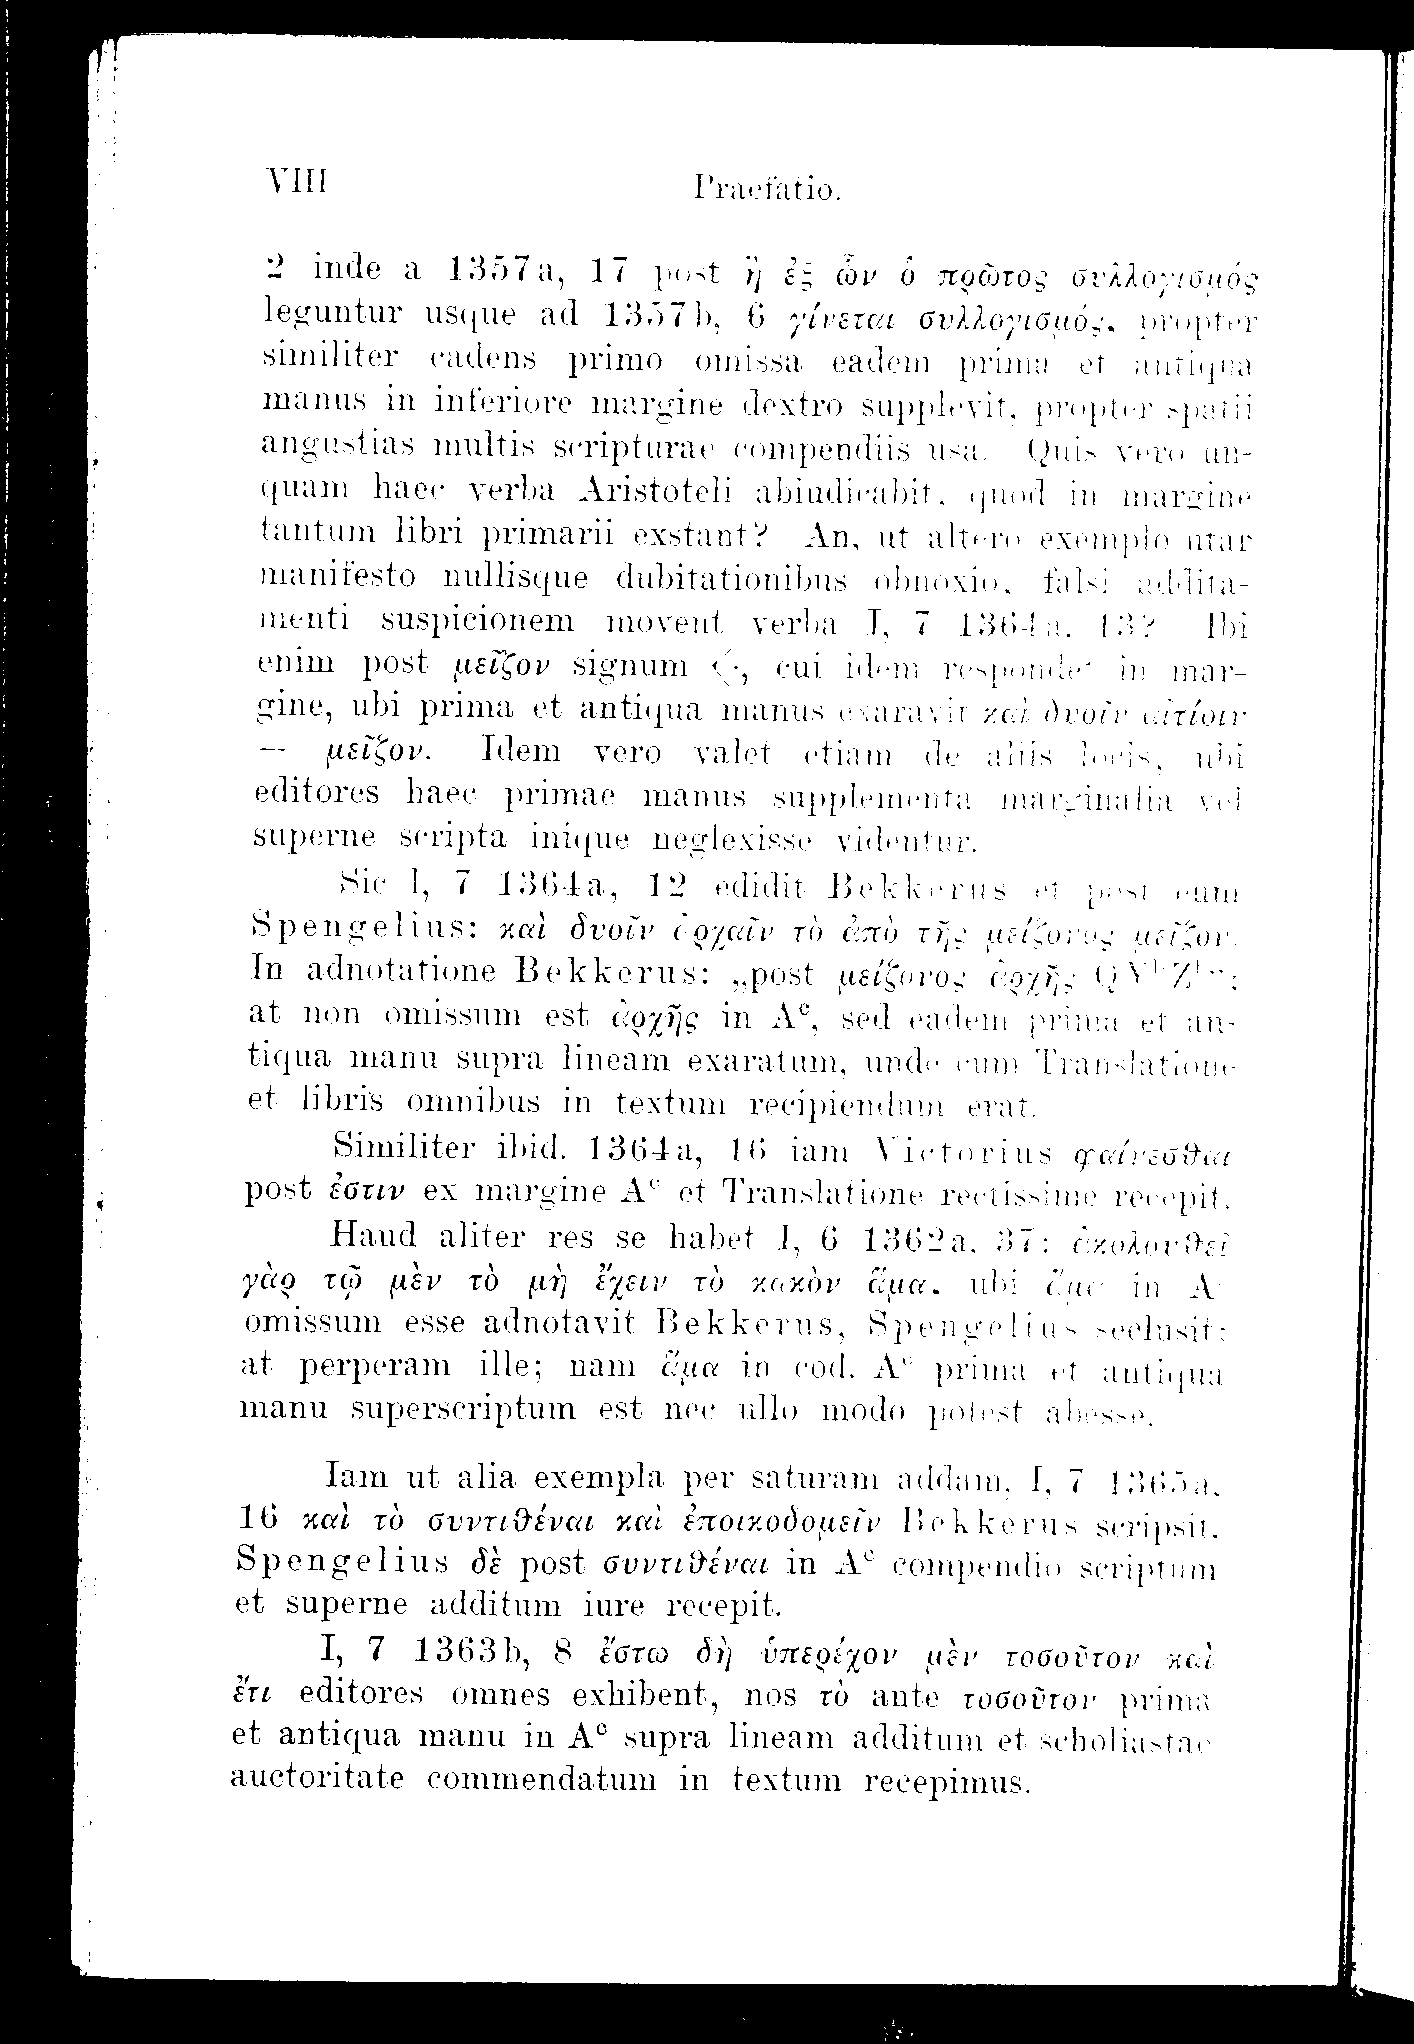 VIII Praefatio.
2 inde a 1357a, 17 post ἢ ἐξ ὧν ὁ πρῶτος συλλογισμός
leguntur usque ad 1357b, 6 γίνεται συλλογισμός, propter
similiter cadens primo omissa eadem prima et antiqua
manus in inferiore margine dextro supplevit, propter spatii
angustias multis scripturae compendiis usa. Quis vero un-
quam haec verba Aristoteli abiudicabit, quod in margine
tantum libri primarii exstant? An, ut altero exemplo utar
manifesto nullisque dubitationibus obnoxio, falsi addita-
menti suspicionem movent verba I, 7 1364a, 13? Ibi
enim post μεῖζον signum cui idem respondet in mar-
gine, ubi prima et antiqua manus exaravit καὶ δυοῖν αἰτίοιν
— μεῖζον. Idem vero valet etiam de aliis locis, ubi
editores haec primae manus supplementa marginalia vel
superne scripta inique neglexisse videntur.
Sic I, 7 1364a, 12 edidit Bekkerus et post eum
Spengelius: καὶ δυοῖν ἀρχαῖν τὸ ἀπὸ τῆς μείζονος μεῖζον.
In adnotatione Bekkerus: „post μείζονος ἀρχῆς
at non omissum est ἀρχῆς in Aᶜ, sed eadem prima et an-
tiqua manu supra lineam exaratum, unde cum Translatione
et libris omnibus in textum recipiendum erat.
Similiter ibid. 1364a, 16 iam Victorius φαίνεσθαι
post ἐστιν ex margine Aᶜ et Translatione rectissime recepit.
Haud aliter res se habet I, 6 1362a, 37: ἀκολουθεῖ
γὰρ τῷ μὲν τὸ μὴ ἔχειν τὸ κακὸν ἅμα, ubi ἅμα in A
omissum esse adnotavit Bekkerus, Spengelius seclusit;
at perperam ille; nam ἅμα in cod. Aᶜ prima et antiqua
manu superscriptum est nec ullo modo potest abesse.
Iam ut alia exempla per saturam addam, I, 7 1365a,
16 καὶ τὸ συντιθέναι καὶ ἐποικοδομεῖν Bekkerus scripsit.
Spengelius δὲ post συντιθέναι in Aᶜ compendio scriptum
et superne additum iure recepit.
I, 7 1363b, 8 ἔστω δὴ ὑπερέχον μὲν τοσοῦτον καὶ
ἔτι editores omnes exhibent, nos τὸ ante τοσοῦτον prima
et antiqua manu in Aᶜ supra lineam additum et scholiastae
auctoritate commendatum in textum recepimus.